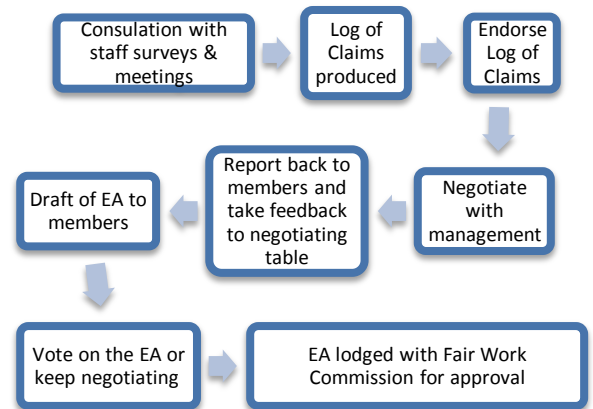 Consulation with
staff surveys &
meetings
Log of
Claims
produced
Endorse
Log of
Claims
Negotiate
with
management
Report back to
members and
take feedback
to negotiating
table
Draft of EA to
members
Vote on the EA or
keep negotiating
EA lodged with Fair Work
Commission for approval